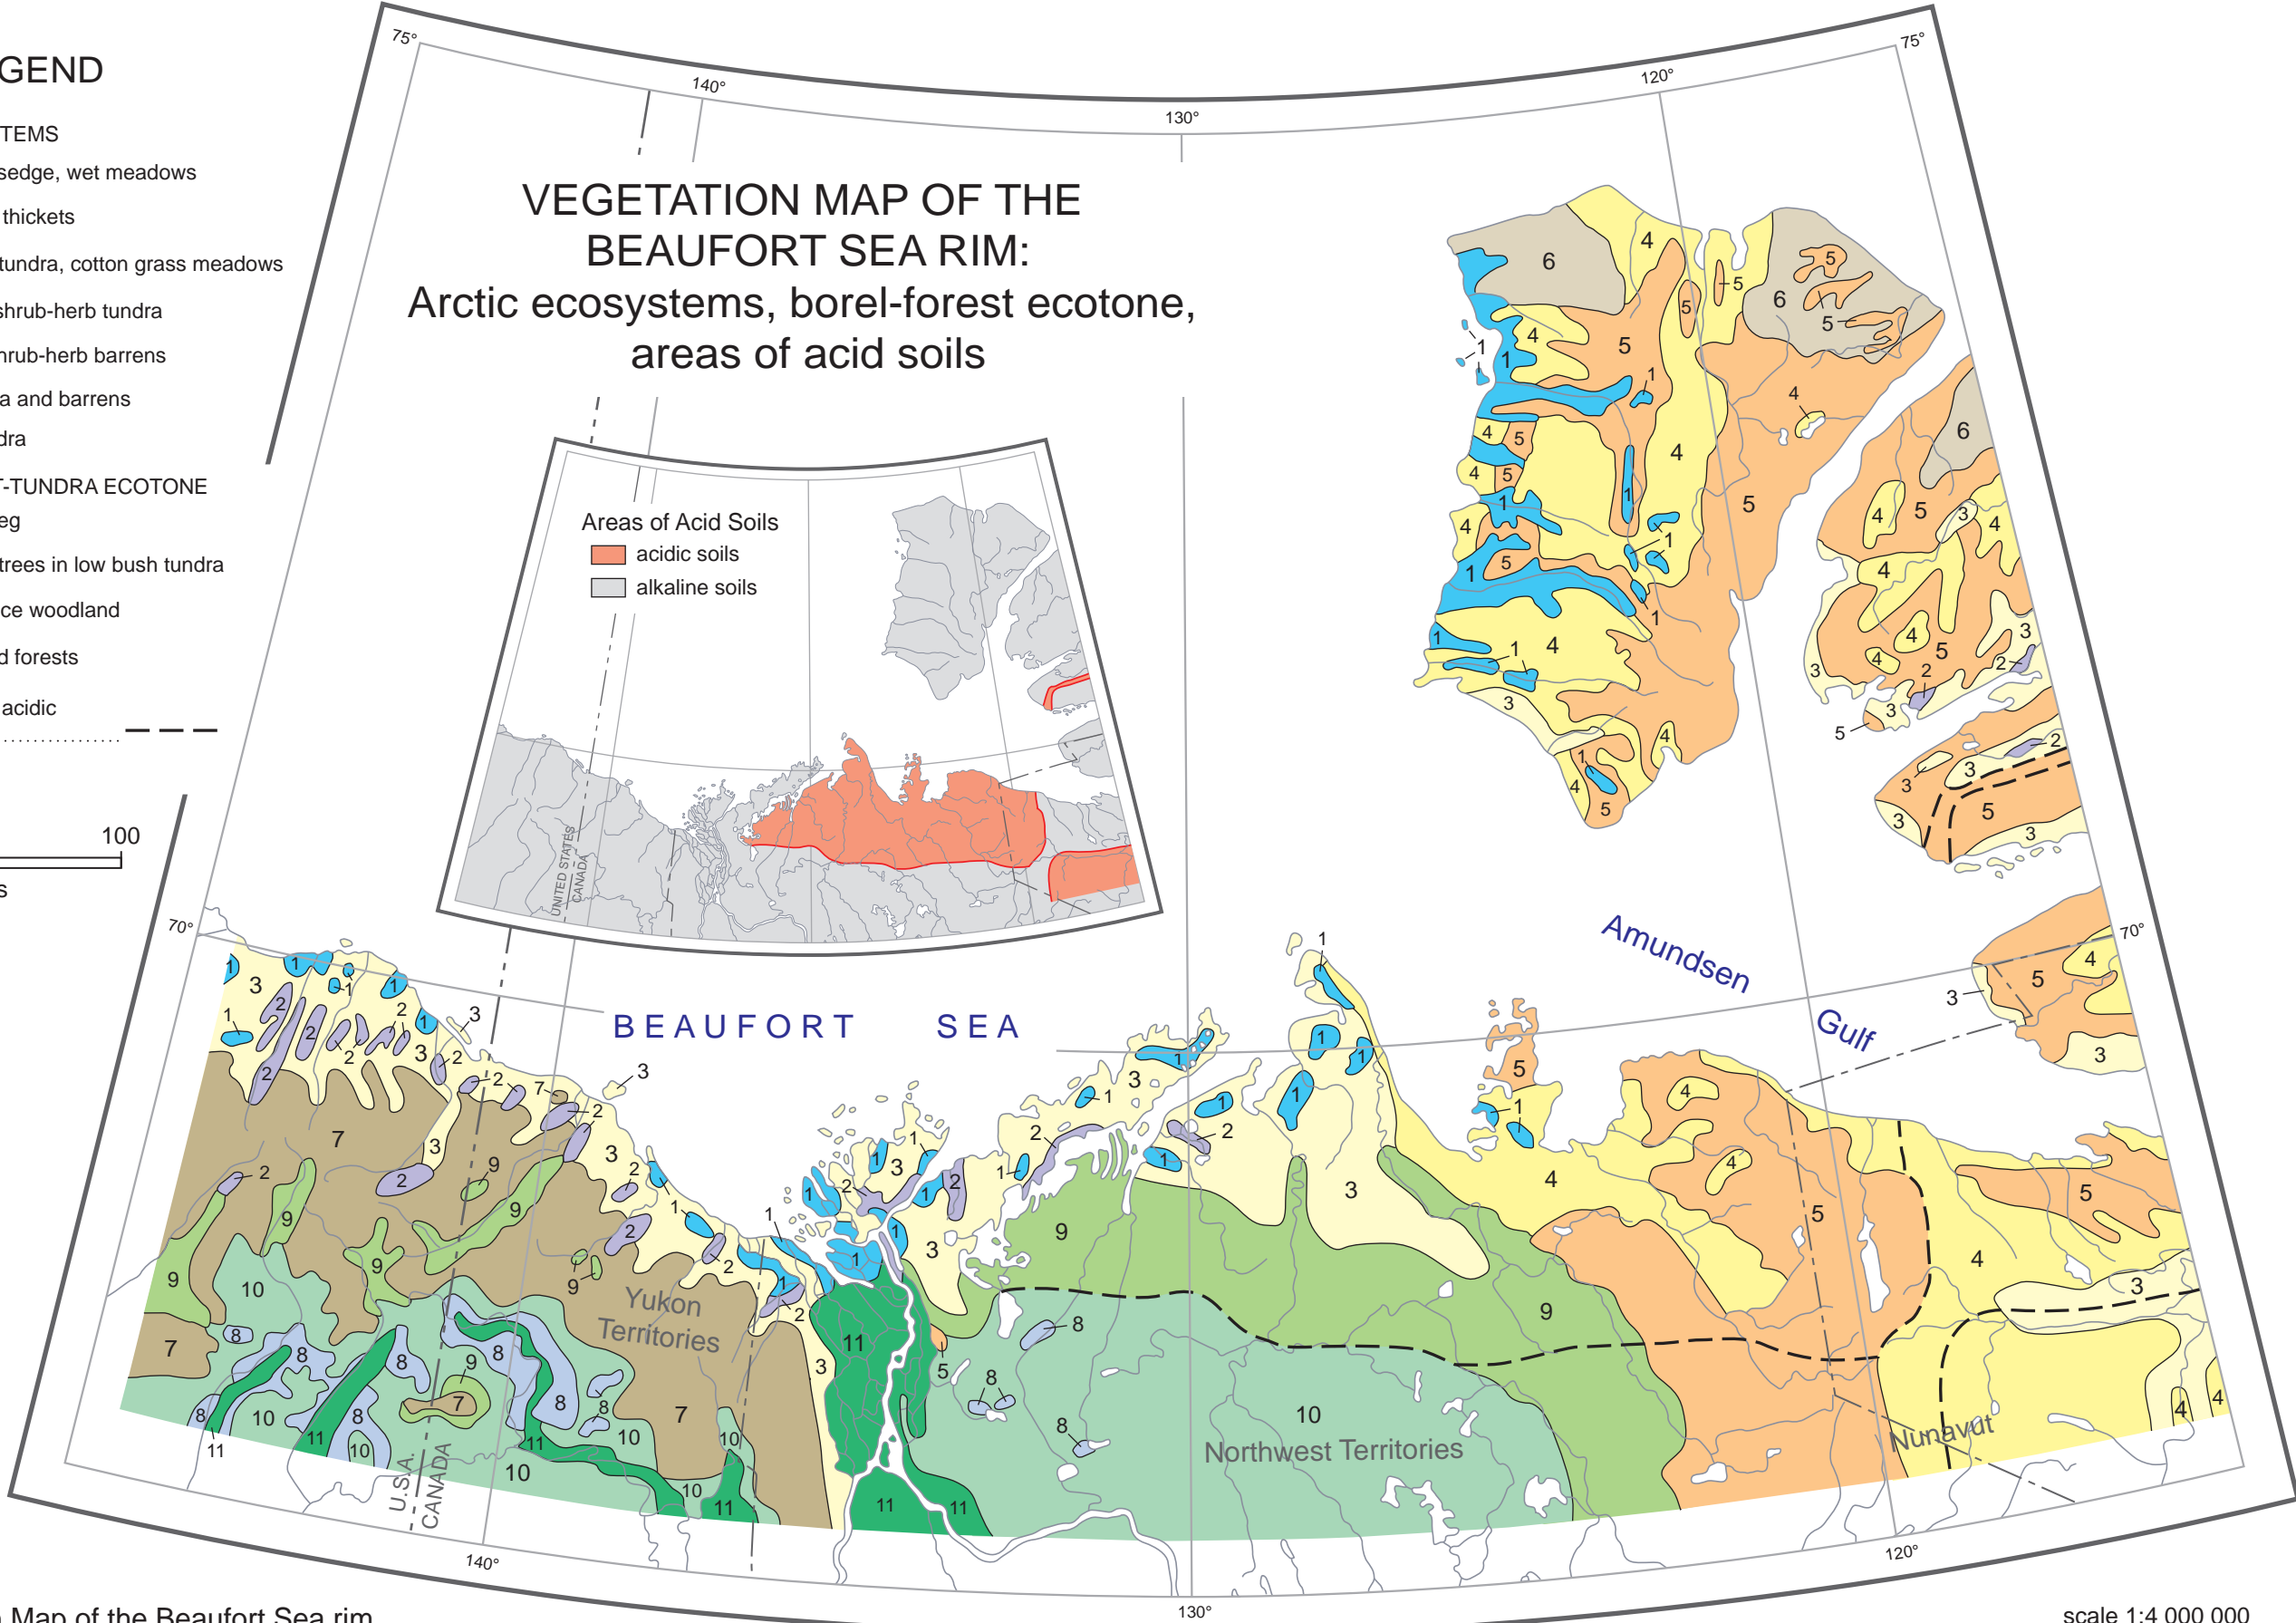 GEND
TEMS
sedge, wet meadows
thickets
tundra, cotton grass meadows
shrub-herb tundra
hrub-herb barrens
a and barrens
dra
T-TUNDRA ECOTONE
eg
trees in low bush tundra
ce woodland
d forests
acidic
100
s
75°
140°
130°
120°
75°
VEGETATION MAP OF THE
BEAUFORT SEA RIM:
Arctic ecosystems, borel-forest ecotone,
areas of acid soils
Areas of Acid Soils
acidic soils
alkaline soils
UNITED STATES
CANADA
70°
70°
BEAUFORT SEA
Amundsen
Gulf
Yukon
Territories
Northwest Territories
Nunavut
U.S.A.
CANADA
140°
130°
120°
Map of the Beaufort Sea rim
scale 1:4 000 000